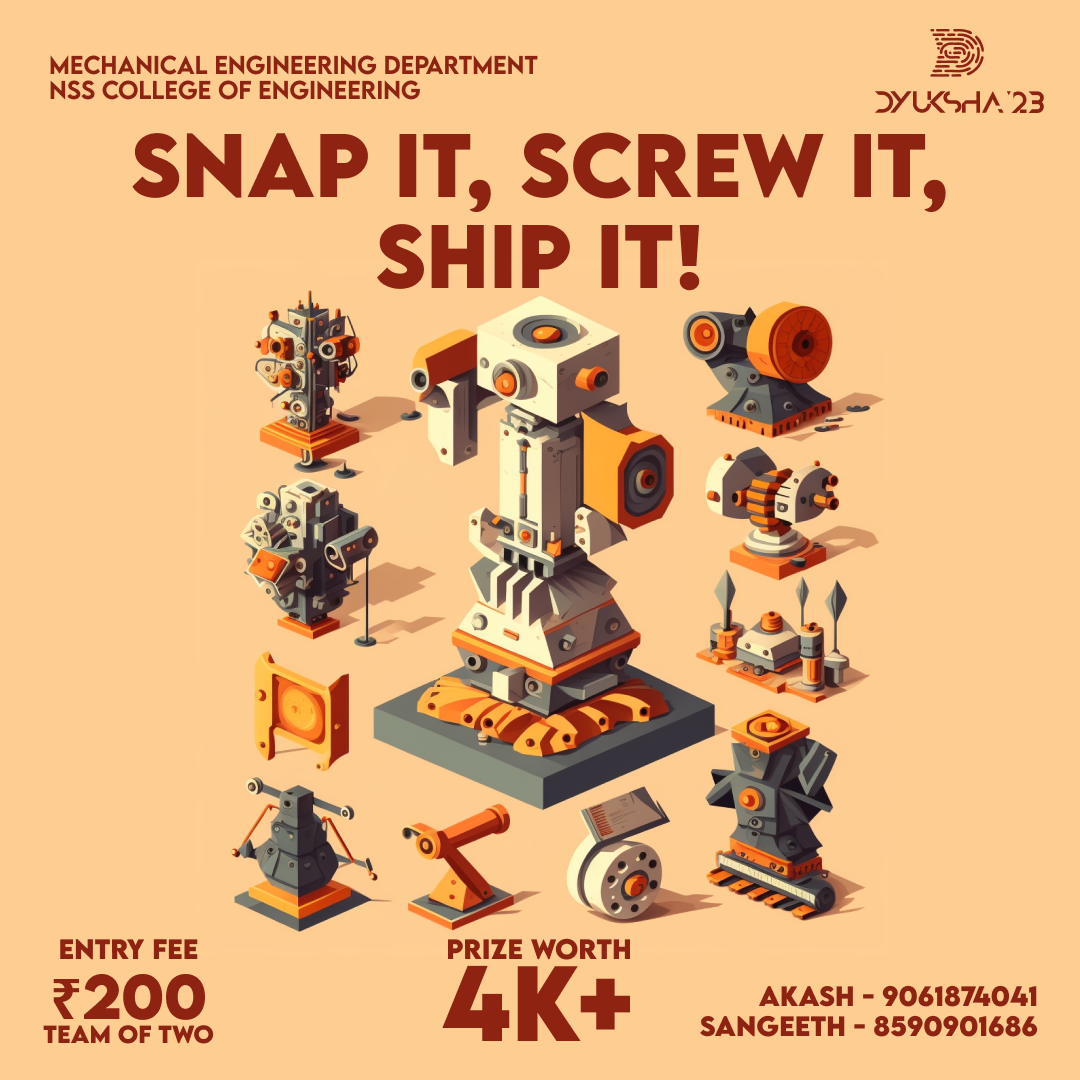 MECHANICAL ENGINEERING DEPARTMENT
NSS COLLEGE OF ENGINEERING
DYUKSHA '23
SNAP IT, SCREW IT,
SHIP IT!
ENTRY FEE
₹200
TEAM OF TWO
PRIZE WORTH
4K+
AKASH - 9061874041
SANGEETH - 8590901686